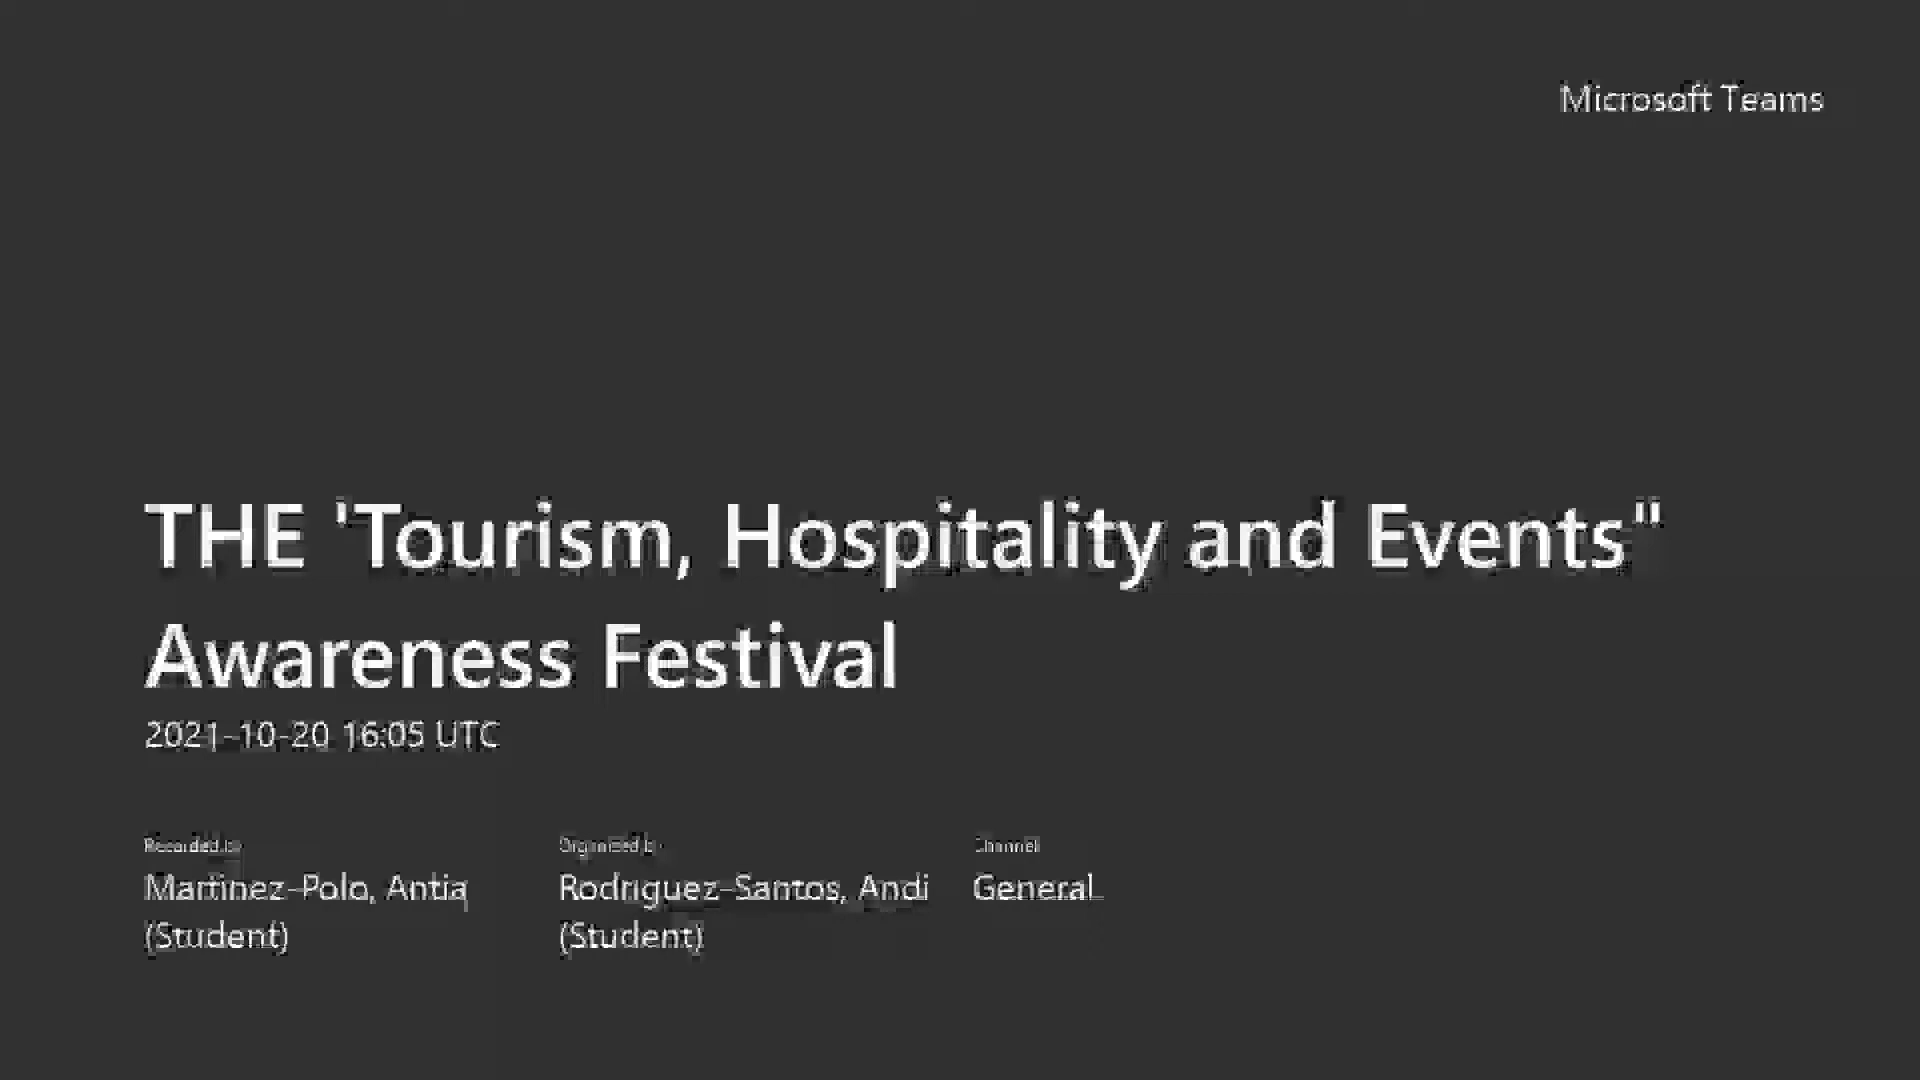 Microsoft Teams
THE 'Tourism, Hospitality and Events"
Awareness Festival
2021-10-20 16:05 UTC
Recorded by
Organized by
Channel
Martinez-Polo, Antia
Rodriguez-Santos, Andi
General
(Student)
(Student)